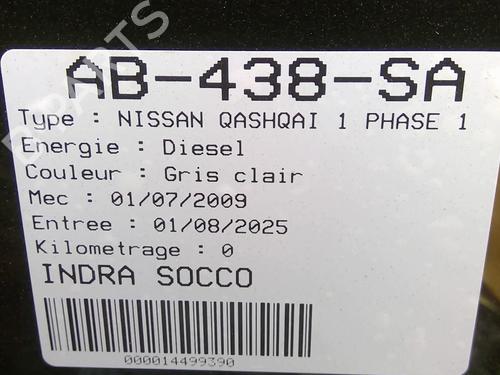 AB-438-SA
Type : NISSAN QASHQAI 1 PHASE 1
Energie : Diesel
Couleur : Gris clair
Mec : 01/07/2009
Entree : 01/08/2025
Kilometrage : 0
INDRA SOCCO
000014499390